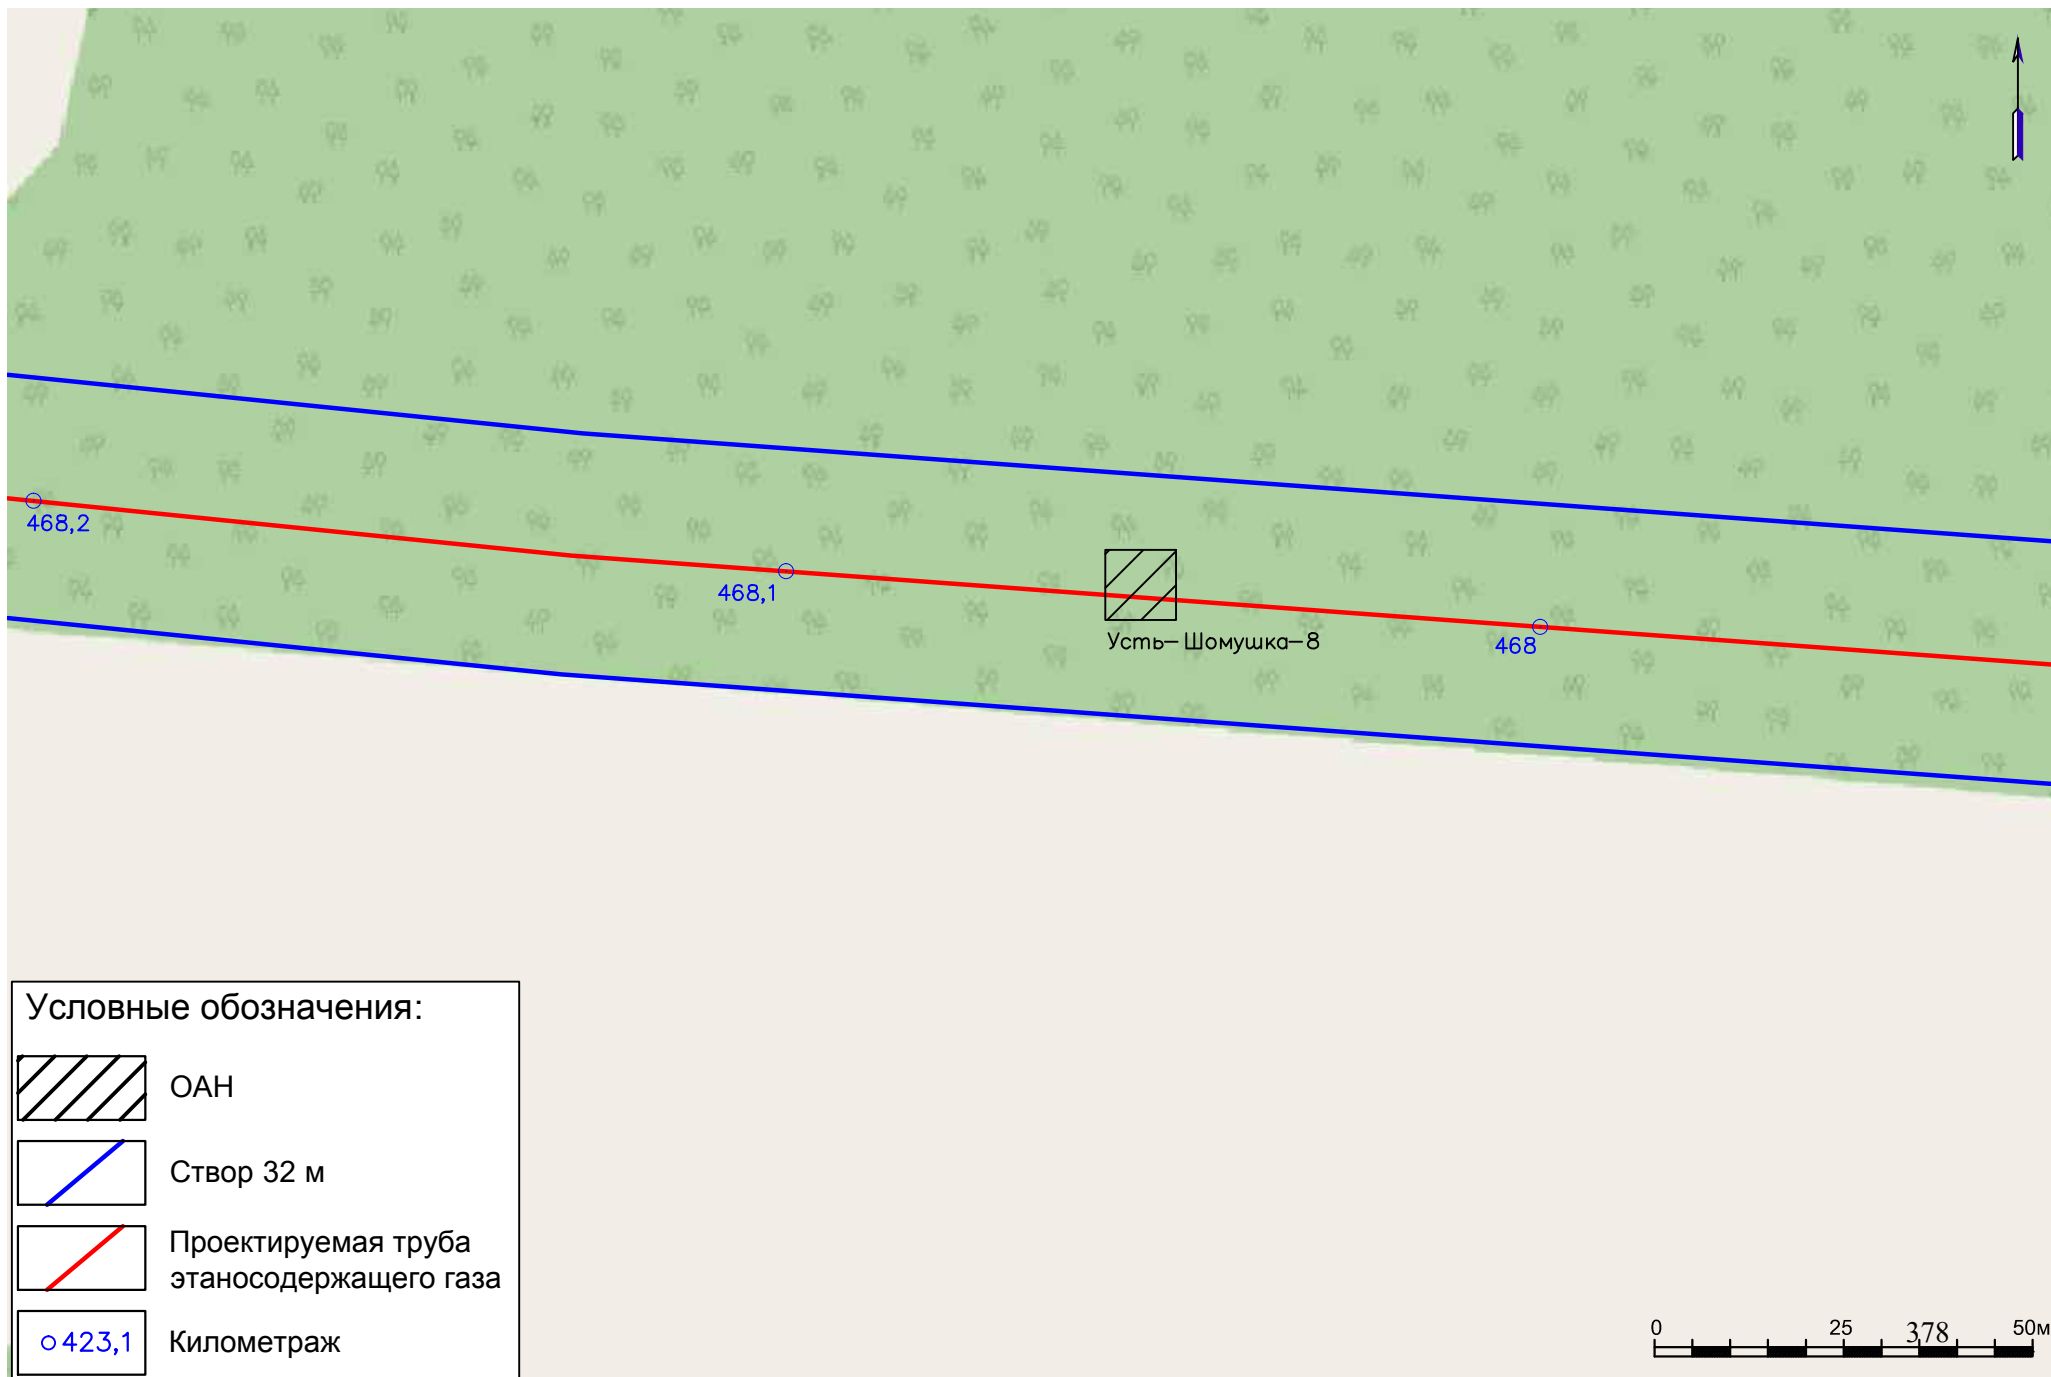 468,2
468,1
Усть-Шомушка-8
468
Условные обозначения:
ОАН
Створ 32 м
Проектируемая труба
этаносодержащего газа
423,1
Километраж
0 25 50м
378